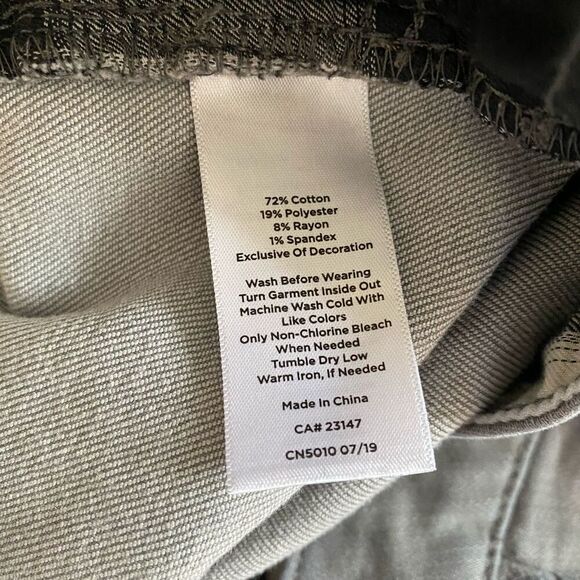 72% Cotton
19% Polyester
8% Rayon
1% Spandex
Exclusive Of Decoration
Wash Before Wearing
Turn Garment Inside Out
Machine Wash Cold With
Like Colors
Only Non-Chlorine Bleach
When Needed
Tumble Dry Low
Warm Iron, If Needed
Made In China
CA# 23147
CN5010 07/19